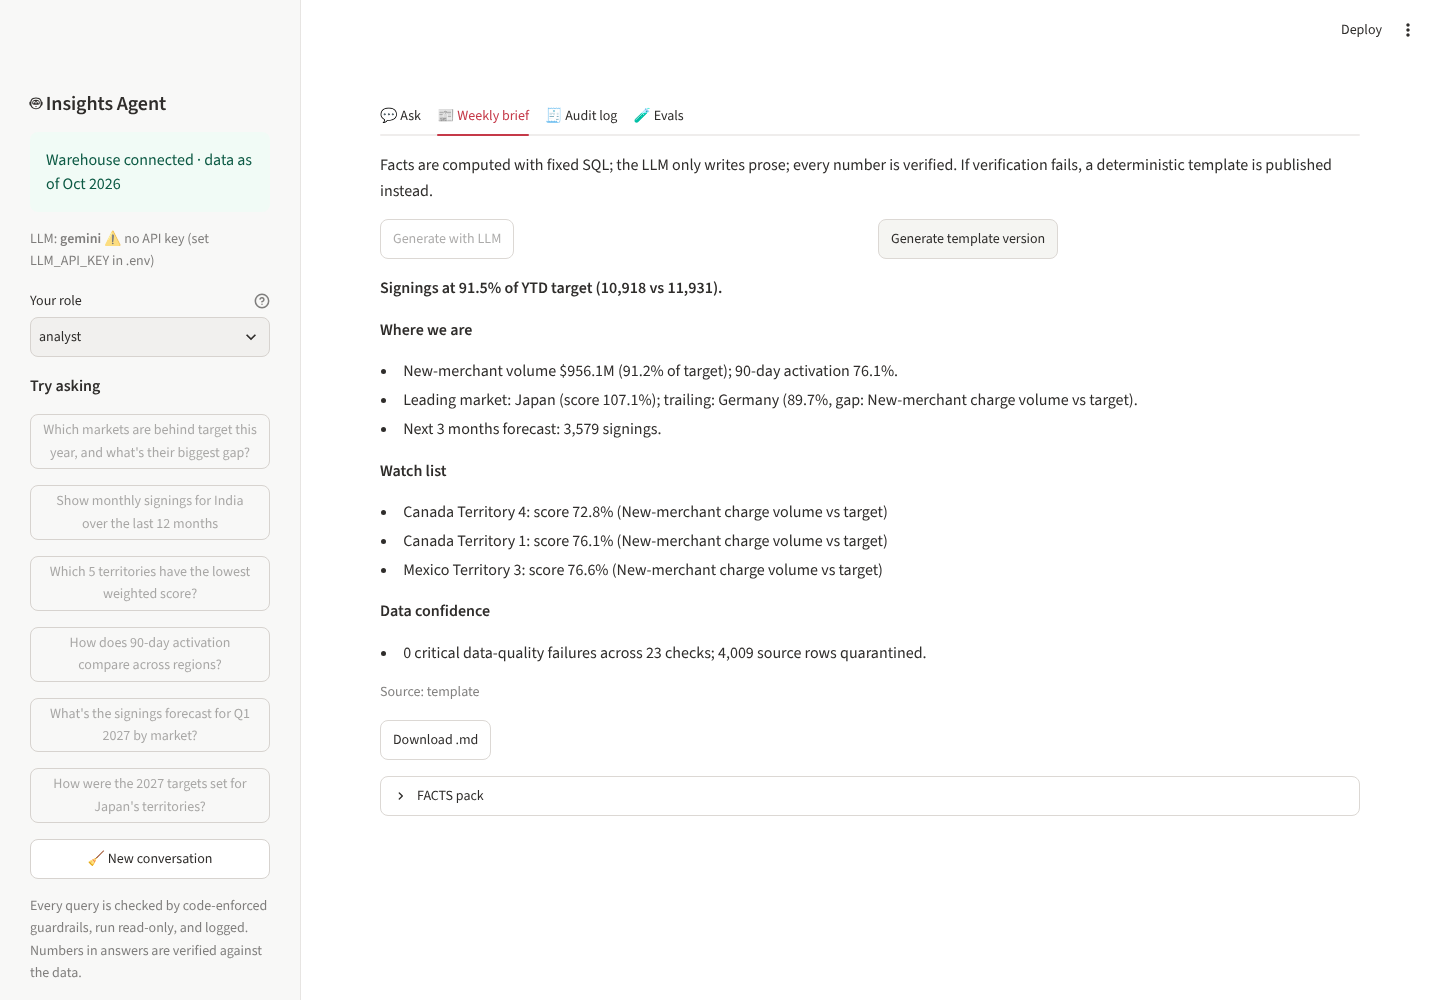 Deploy
Insights Agent
Warehouse connected · data as
of Oct 2026
LLM: gemini ⚠️ no API key (set
LLM_API_KEY in .env)
Your role
analyst
Try asking
Which markets are behind target this
year, and what's their biggest gap?
Show monthly signings for India
over the last 12 months
Which 5 territories have the lowest
weighted score?
How does 90-day activation
compare across regions?
What's the signings forecast for Q1
2027 by market?
How were the 2027 targets set for
Japan's territories?
🧹 New conversation
Every query is checked by code-enforced
guardrails, run read-only, and logged.
Numbers in answers are verified against
the data.
💬 Ask
📰 Weekly brief
🧾 Audit log
🧪 Evals
Facts are computed with fixed SQL; the LLM only writes prose; every number is verified. If verification fails, a deterministic template is published
instead.
Generate with LLM
Generate template version
Signings at 91.5% of YTD target (10,918 vs 11,931).
Where we are
• New-merchant volume $956.1M (91.2% of target); 90-day activation 76.1%.
• Leading market: Japan (score 107.1%); trailing: Germany (89.7%, gap: New-merchant charge volume vs target).
• Next 3 months forecast: 3,579 signings.
Watch list
• Canada Territory 4: score 72.8% (New-merchant charge volume vs target)
• Canada Territory 1: score 76.1% (New-merchant charge volume vs target)
• Mexico Territory 3: score 76.6% (New-merchant charge volume vs target)
Data confidence
• 0 critical data-quality failures across 23 checks; 4,009 source rows quarantined.
Source: template
Download .md
FACTS pack